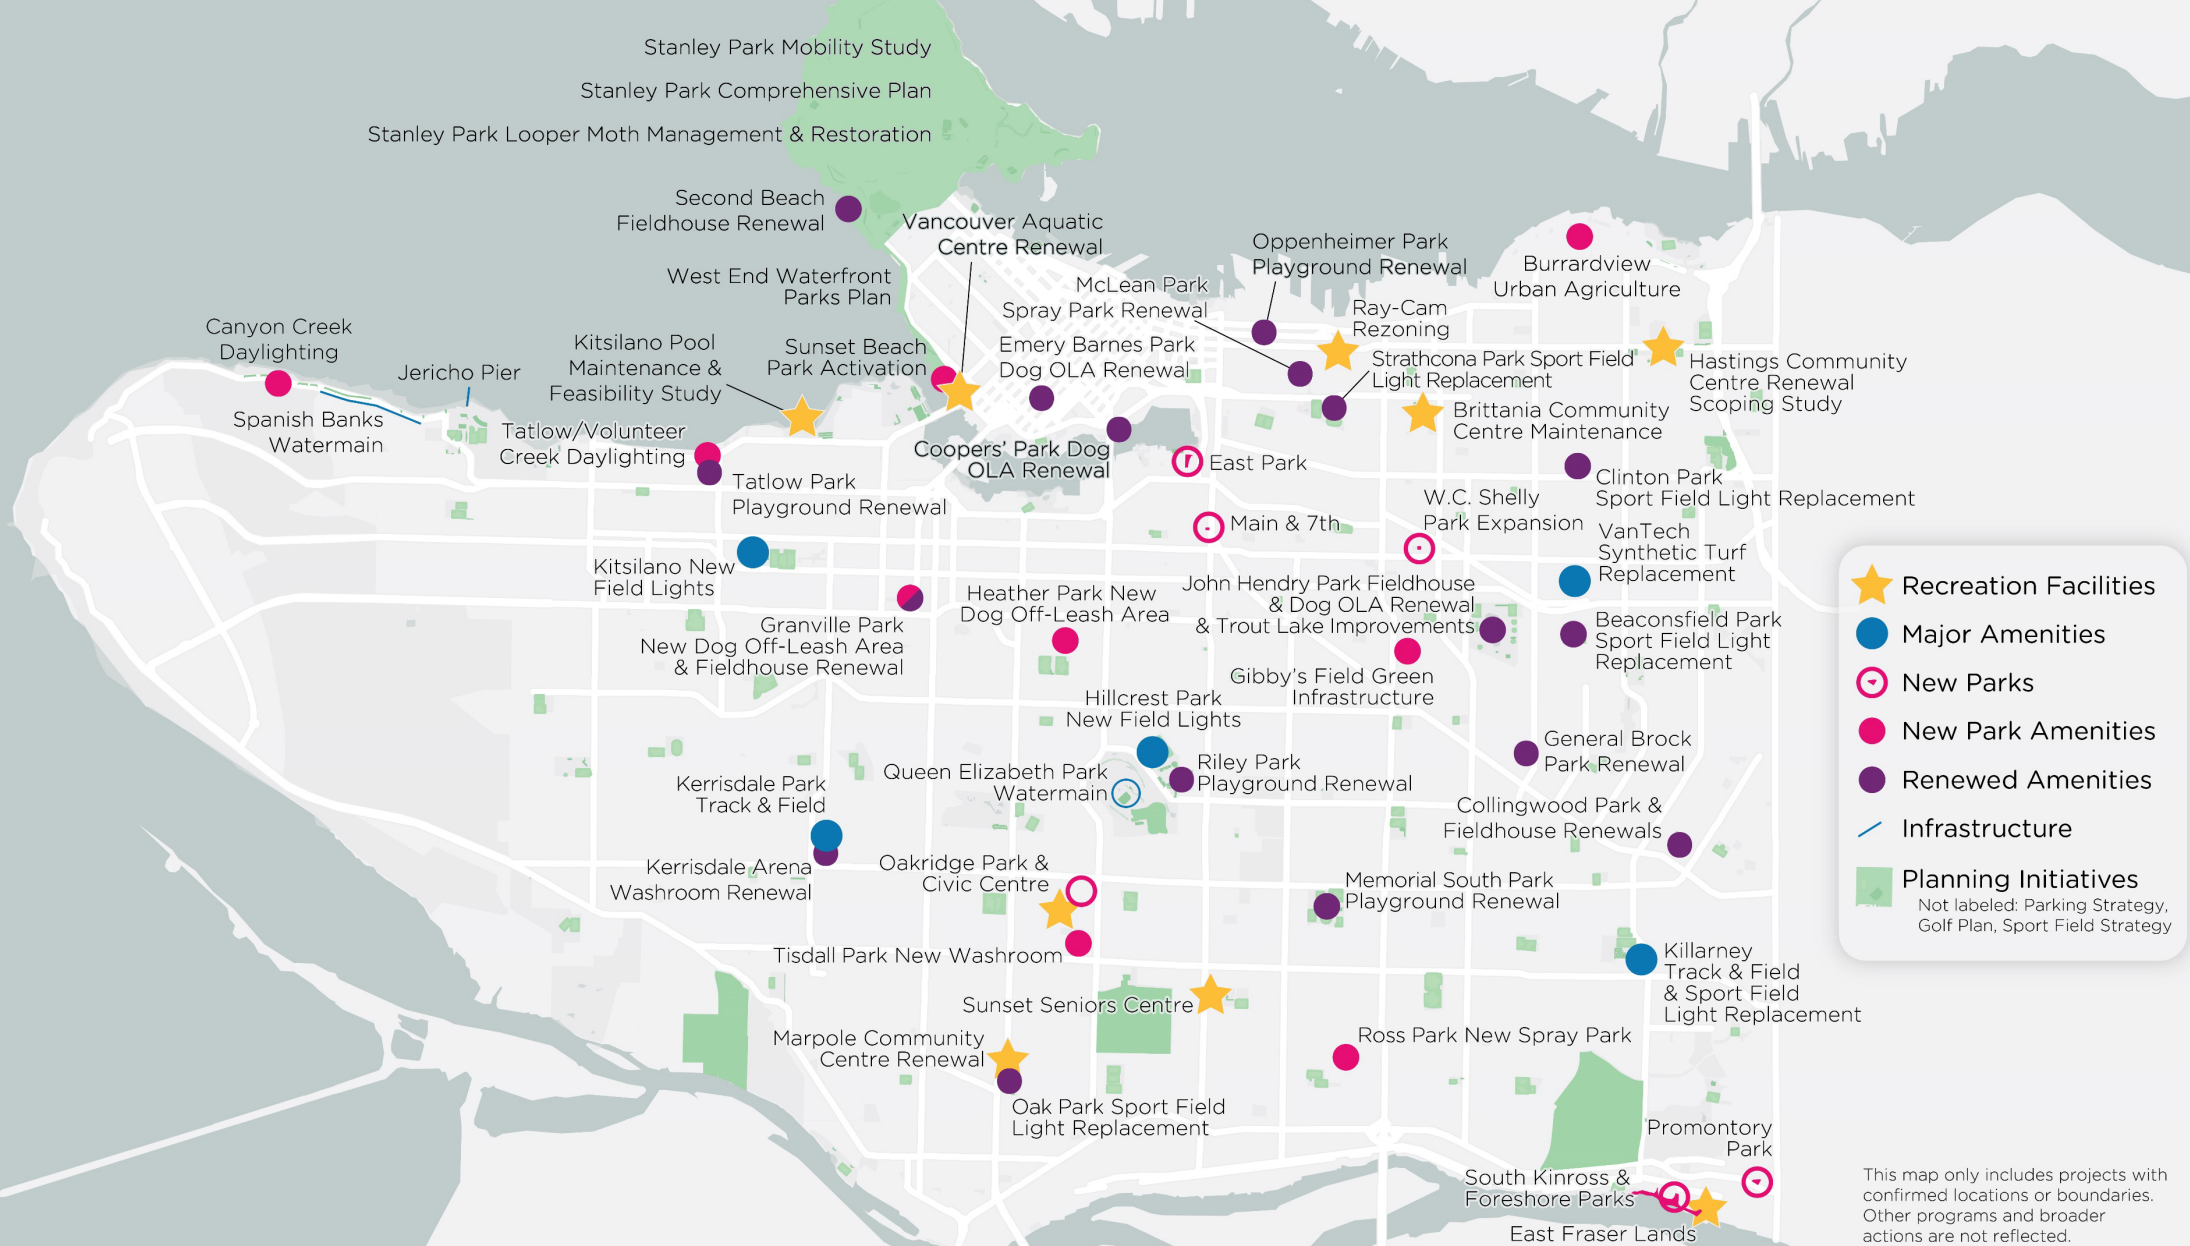 Stanley Park Mobility Study
Stanley Park Comprehensive Plan
Stanley Park Looper Moth Management & Restoration
Second Beach
Fieldhouse Renewal
Vancouver Aquatic
Centre Renewal
West End Waterfront
Parks Plan
Oppenheimer Park
Playground Renewal
McLean Park
Spray Park Renewal
Burrardview
Urban Agriculture
Ray-Cam
Rezoning
Canyon Creek
Daylighting
Jericho Pier
Spanish Banks
Watermain
Kitsilano Pool
Maintenance &
Feasibility Study
Sunset Beach
Park Activation
Emery Barnes Park
Dog OLA Renewal
Strathcona Park Sport Field
Light Replacement
Hastings Community
Centre Renewal
Scoping Study
Brittania Community
Centre Maintenance
Tatlow/Volunteer
Creek Daylighting
Tatlow Park
Playground Renewal
Coopers' Park Dog
OLA Renewal
East Park
Clinton Park
Sport Field Light Replacement
Main & 7th
W.C. Shelly
Park Expansion
VanTech
Synthetic Turf
Replacement
Kitsilano New
Field Lights
Heather Park New
Dog Off-Leash Area
John Hendry Park Fieldhouse
& Dog OLA Renewal
& Trout Lake Improvements
Beaconsfield Park
Sport Field Light
Replacement
Granville Park
New Dog Off-Leash Area
& Fieldhouse Renewal
Gibby's Field Green
Infrastructure
Hillcrest Park
New Field Lights
Riley Park
Playground Renewal
Queen Elizabeth Park
Watermain
General Brock
Park Renewal
Kerrisdale Park
Track & Field
Collingwood Park &
Fieldhouse Renewals
Kerrisdale Arena
Washroom Renewal
Oakridge Park &
Civic Centre
Memorial South Park
Playground Renewal
Tisdall Park New Washroom
Killarney
Track & Field
& Sport Field
Light Replacement
Sunset Seniors Centre
Marpole Community
Centre Renewal
Ross Park New Spray Park
Oak Park Sport Field
Light Replacement
Promontory
Park
South Kinross &
Foreshore Parks
East Fraser Lands
Recreation Facilities
Major Amenities
New Parks
New Park Amenities
Renewed Amenities
Infrastructure
Planning Initiatives
Not labeled: Parking Strategy,
Golf Plan, Sport Field Strategy
This map only includes projects with
confirmed locations or boundaries.
Other programs and broader
actions are not reflected.